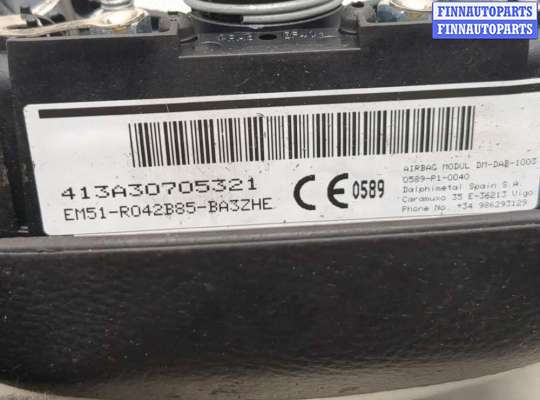 FINNAUTOPARTS
FINNAUTOPARTS
413A30705321
EM51-R042B85-BA3ZHE
CE 0589
AIRBAG MODUL DM-DAB-1003
0589-P1-0040
Dalphimetal Spain S.A.
Caramuxo 35 E-36213 Vigo
Phone No. +34 986293129